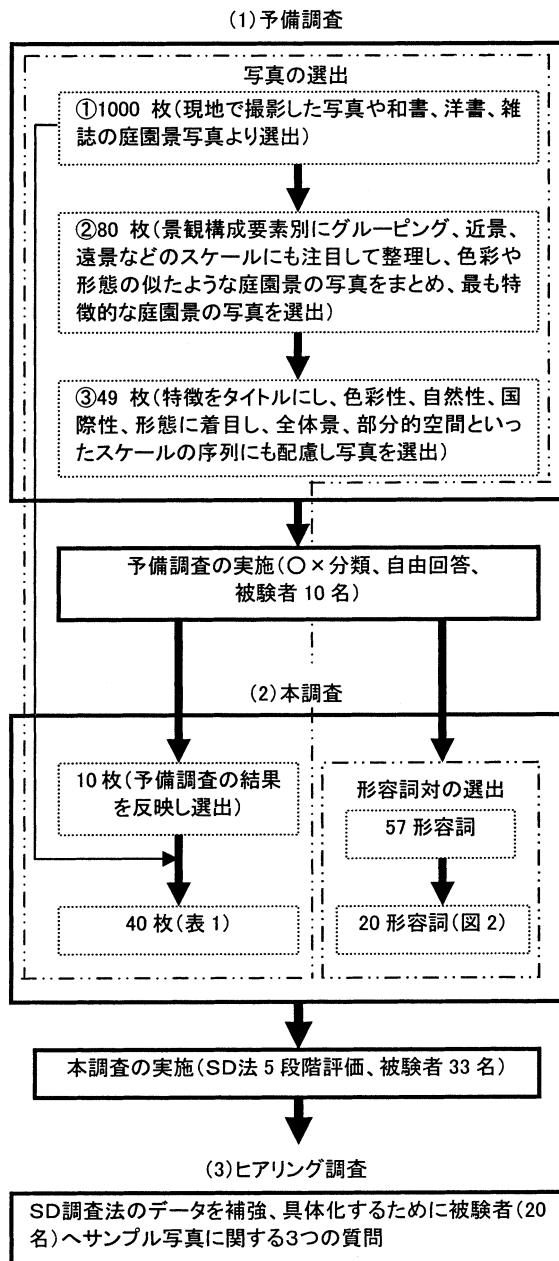 (1)予備調査
写真の選出
①1000 枚(現地で撮影した写真や和書、洋書、雑
誌の庭園景写真より選出)
②80 枚(景観構成要素別にグルーピング、近景、
遠景などのスケールにも注目して整理し、色彩や
形態の似たような庭園景の写真をまとめ、最も特
徴的な庭園景の写真を選出)
③49 枚(特徴をタイトルにし、色彩性、自然性、国
際性、形態に着目し、全体景、部分的空間といっ
たスケールの序列にも配慮し写真を選出)
予備調査の実施(○×分類、自由回答、
被験者 10 名)
(2)本調査
10 枚(予備調査の結果
を反映し選出)
40 枚(表 1)
形容詞対の選出
57 形容詞
20 形容詞(図 2)
本調査の実施(SD法 5 段階評価、被験者 33 名)
(3)ヒアリング調査
SD調査法のデータを補強、具体化するために被験者(20
名)へサンプル写真に関する3つの質問